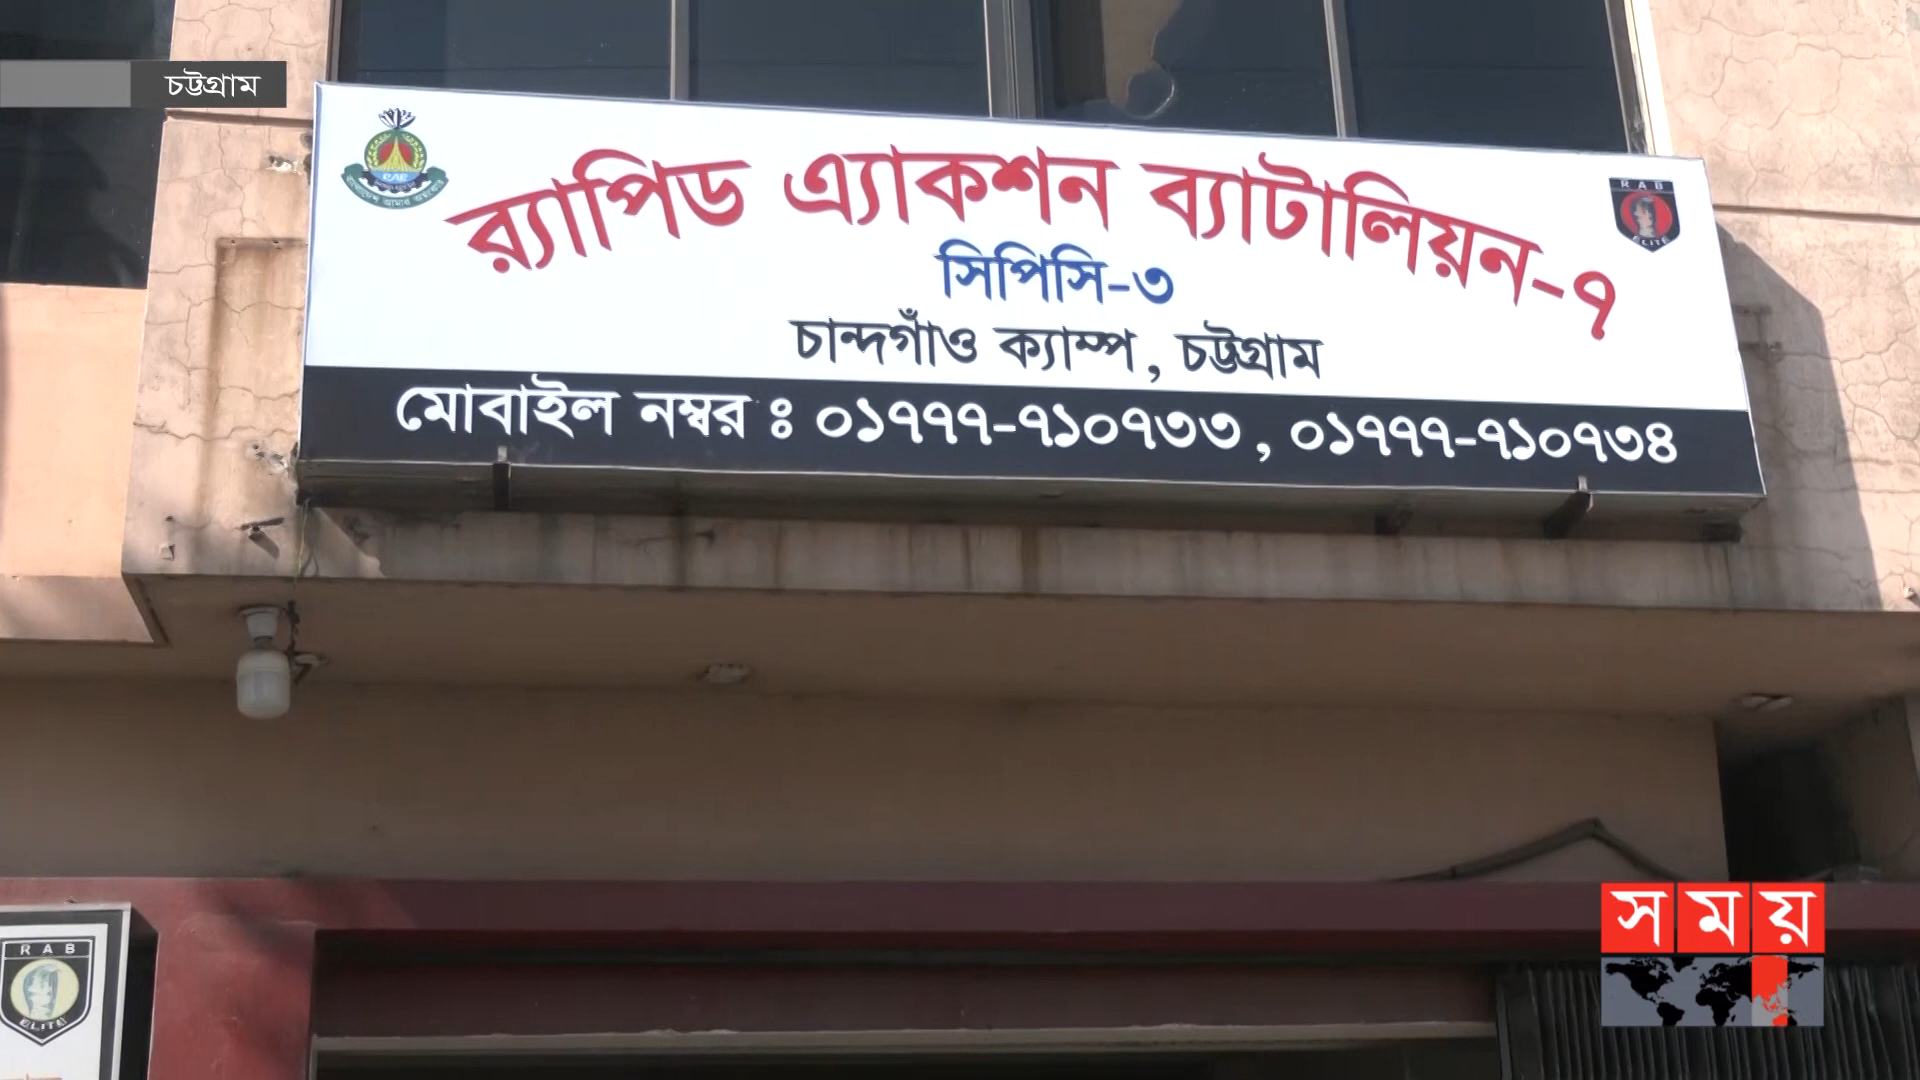 চট্টগ্রাম
র‍্যাপিড এ্যাকশন ব্যাটালিয়ন-৭
RAB
ELITE
সিপিসি-৩
চান্দগাঁও ক্যাম্প, চট্টগ্রাম
মোবাইল নম্বর ঃ ০১৭৭৭-৭১০৭৩৩, ০১৭৭৭-৭১০৭৩৪
সময়
RAB
ELITE